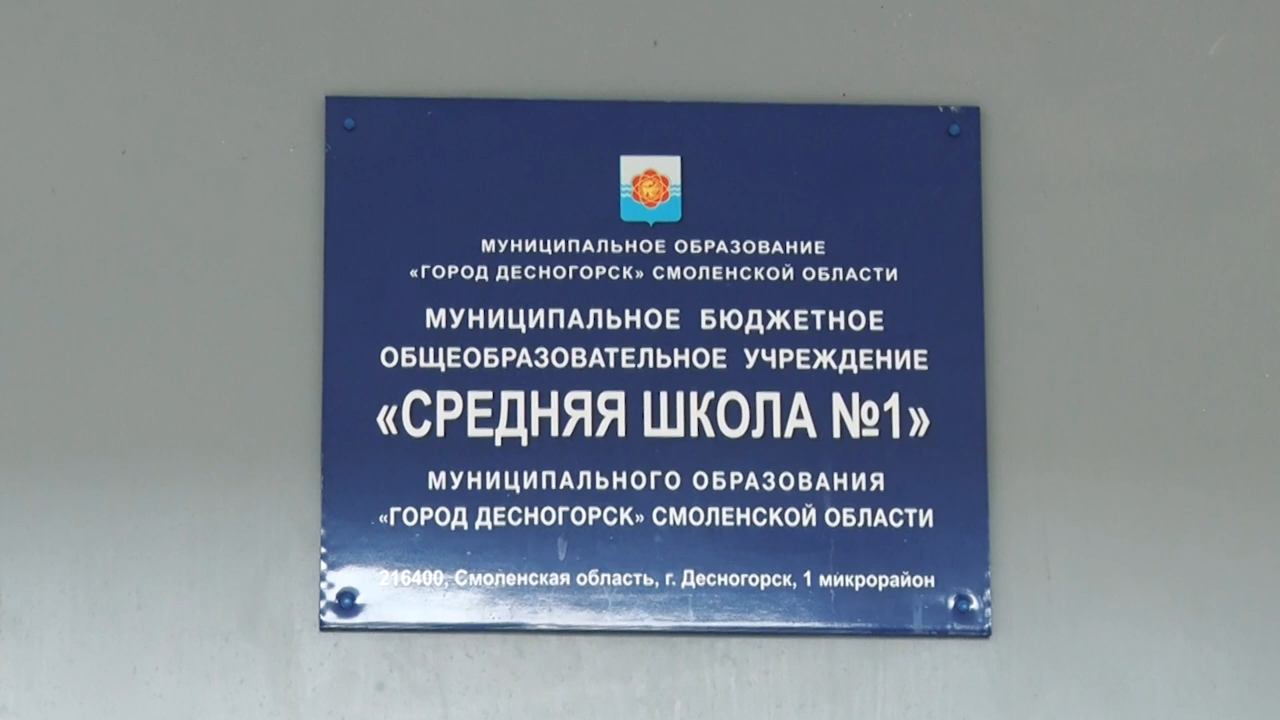 МУНИЦИПАЛЬНОЕ ОБРАЗОВАНИЕ
«ГОРОД ДЕСНОГОРСК» СМОЛЕНСКОЙ ОБЛАСТИ
МУНИЦИПАЛЬНОЕ БЮДЖЕТНОЕ
ОБЩЕОБРАЗОВАТЕЛЬНОЕ УЧРЕЖДЕНИЕ
«СРЕДНЯЯ ШКОЛА №1»
МУНИЦИПАЛЬНОГО ОБРАЗОВАНИЯ
«ГОРОД ДЕСНОГОРСК» СМОЛЕНСКОЙ ОБЛАСТИ
216400, Смоленская область, г. Десногорск, 1 микрорайон